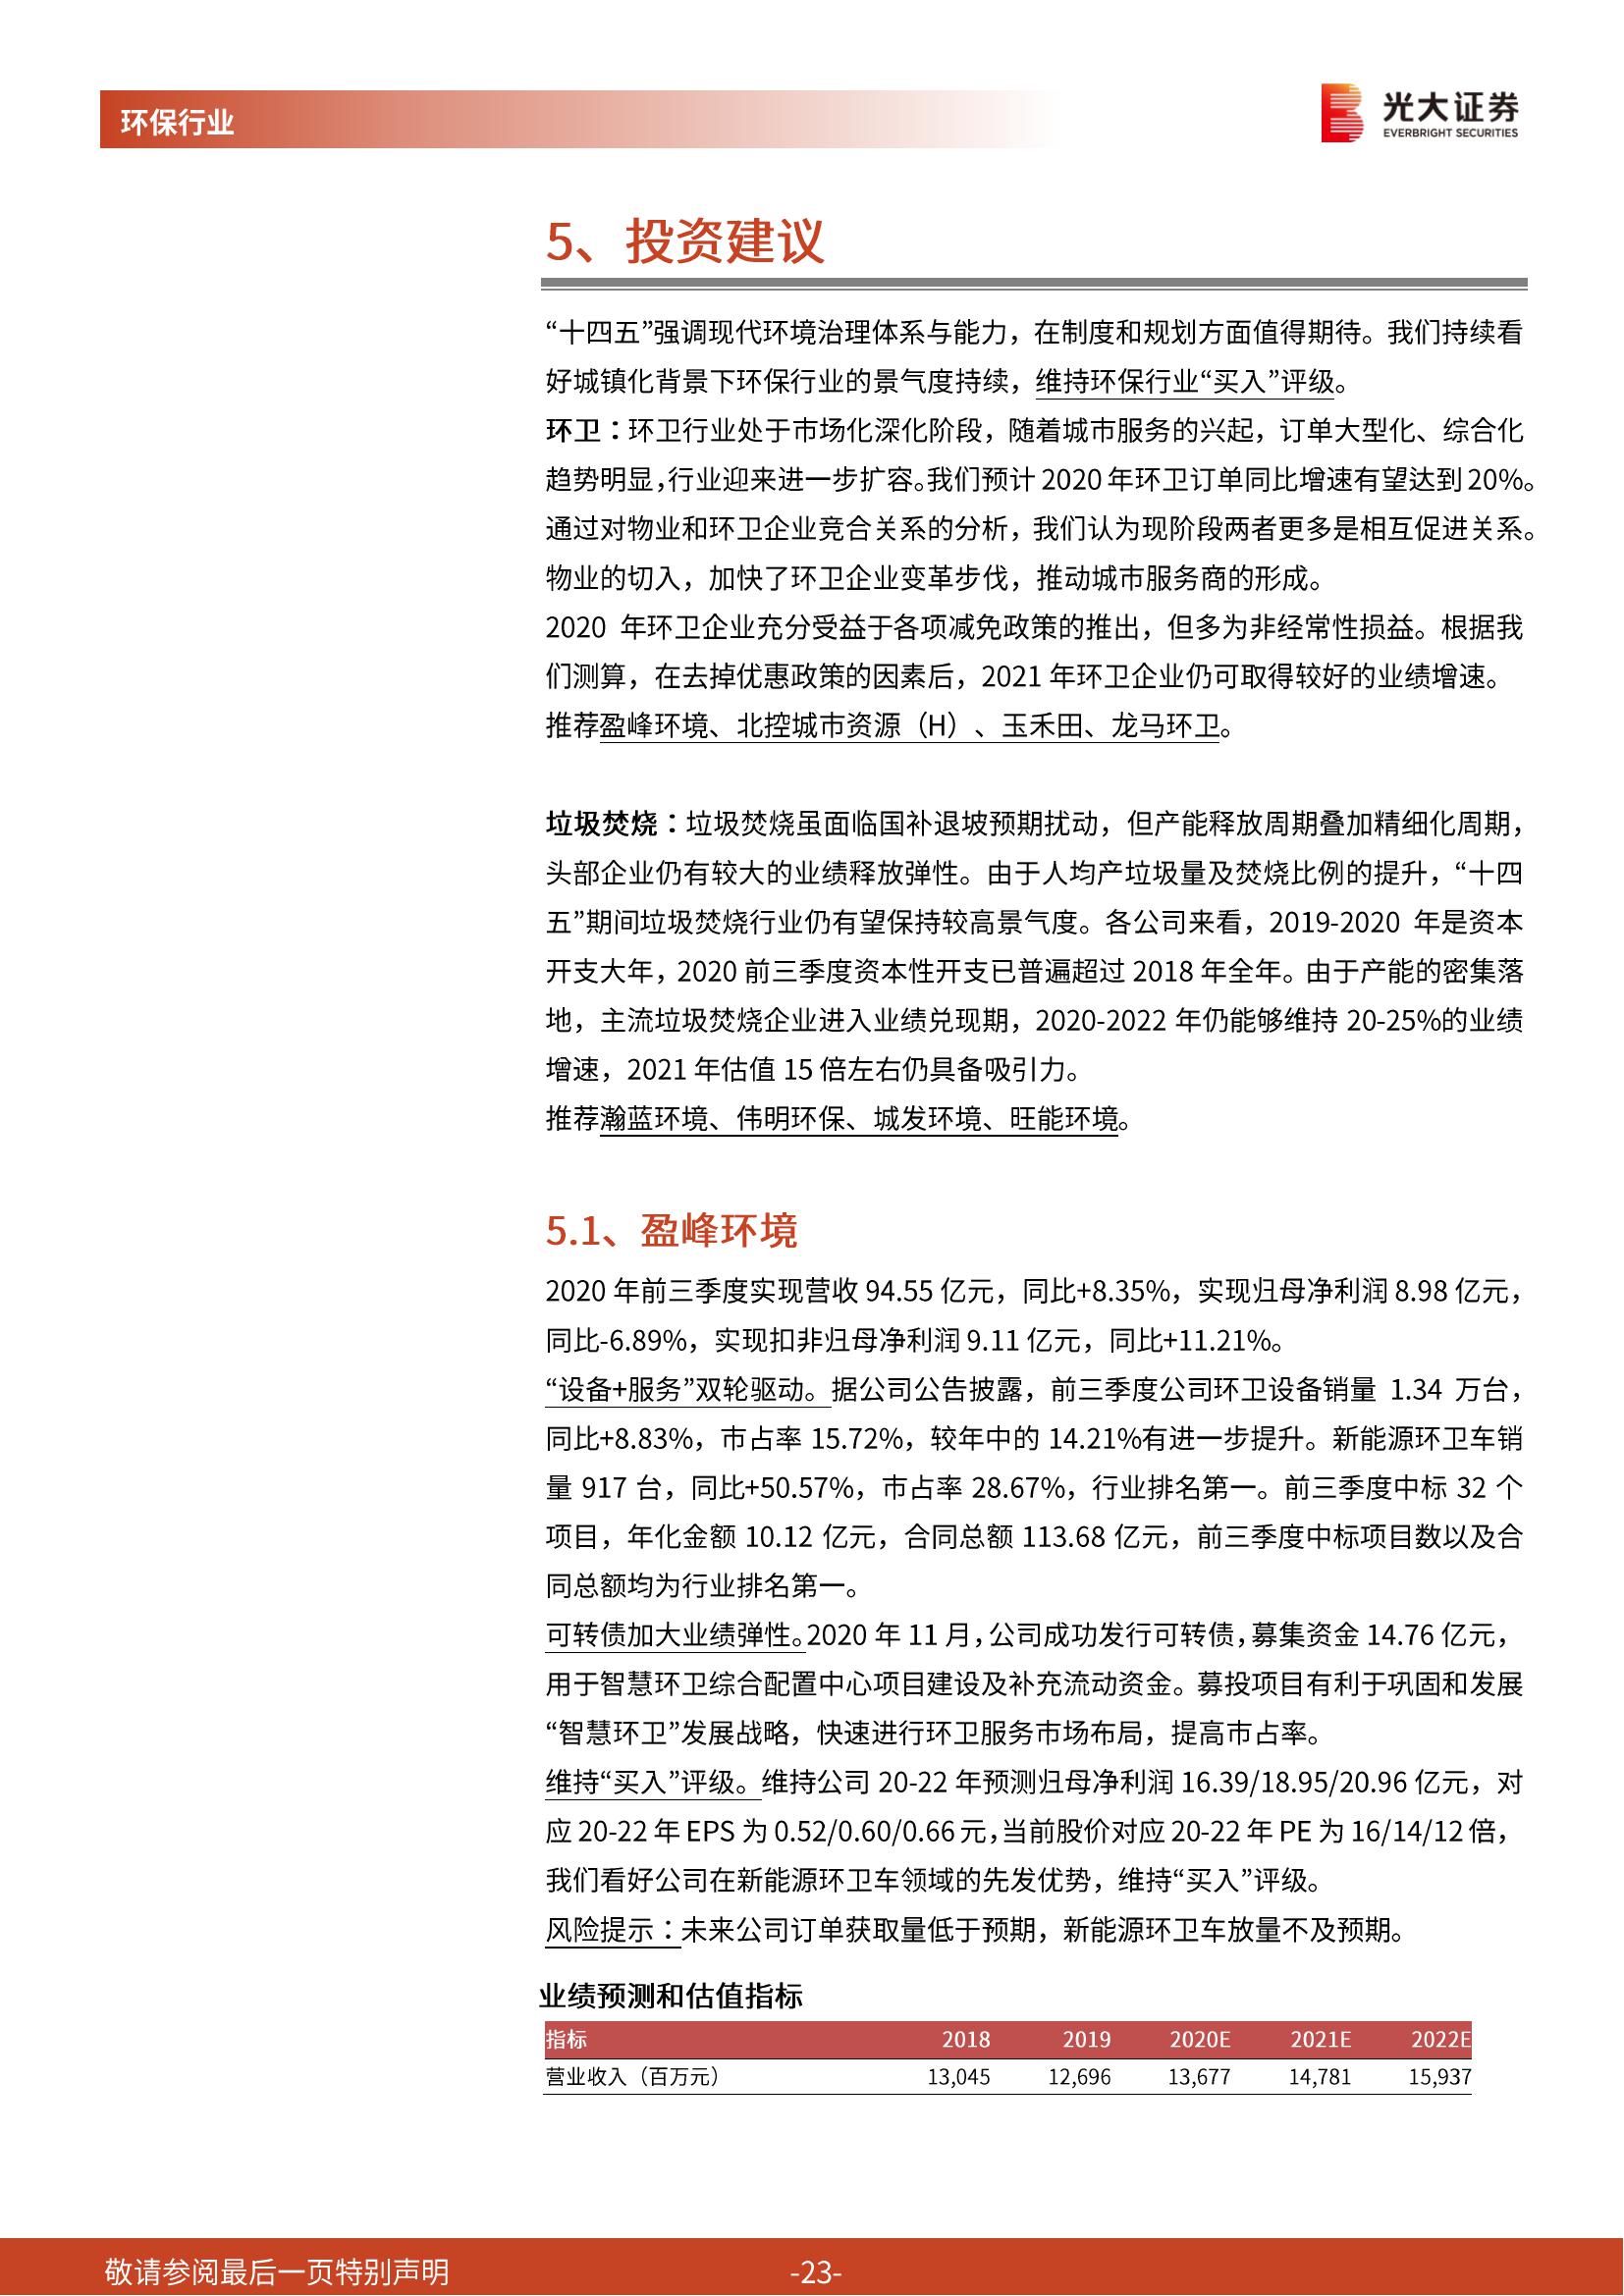 环保行业
光大证券
EVERBRIGHT SECURITIES
5、投资建议
“十四五”强调现代环境治理体系与能力，在制度和规划方面值得期待。我们持续看
好城镇化背景下环保行业的景气度持续，维持环保行业“买入”评级。
环卫：环卫行业处于市场化深化阶段，随着城市服务的兴起，订单大型化、综合化
趋势明显，行业迎来进一步扩容。我们预计 2020 年环卫订单同比增速有望达到 20%。
通过对物业和环卫企业竞合关系的分析，我们认为现阶段两者更多是相互促进关系。
物业的切入，加快了环卫企业变革步伐，推动城市服务商的形成。
2020 年环卫企业充分受益于各项减免政策的推出，但多为非经常性损益。根据我
们测算，在去掉优惠政策的因素后，2021 年环卫企业仍可取得较好的业绩增速。
推荐盈峰环境、北控城市资源（H）、玉禾田、龙马环卫。
垃圾焚烧：垃圾焚烧虽面临国补退坡预期扰动，但产能释放周期叠加精细化周期，
头部企业仍有较大的业绩释放弹性。由于人均产垃圾量及焚烧比例的提升，“十四
五”期间垃圾焚烧行业仍有望保持较高景气度。各公司来看，2019-2020 年是资本
开支大年，2020 前三季度资本性开支已普遍超过 2018 年全年。由于产能的密集落
地，主流垃圾焚烧企业进入业绩兑现期，2020-2022 年仍能够维持 20-25%的业绩
增速，2021 年估值 15 倍左右仍具备吸引力。
推荐瀚蓝环境、伟明环保、城发环境、旺能环境。
5.1、盈峰环境
2020 年前三季度实现营收 94.55 亿元，同比+8.35%，实现归母净利润 8.98 亿元，
同比-6.89%，实现扣非归母净利润 9.11 亿元，同比+11.21%。
“设备+服务”双轮驱动。据公司公告披露，前三季度公司环卫设备销量 1.34 万台，
同比+8.83%，市占率 15.72%，较年中的 14.21%有进一步提升。新能源环卫车销
量 917 台，同比+50.57%，市占率 28.67%，行业排名第一。前三季度中标 32 个
项目，年化金额 10.12 亿元，合同总额 113.68 亿元，前三季度中标项目数以及合
同总额均为行业排名第一。
可转债加大业绩弹性。2020 年 11 月，公司成功发行可转债，募集资金 14.76 亿元，
用于智慧环卫综合配置中心项目建设及补充流动资金。募投项目有利于巩固和发展
“智慧环卫”发展战略，快速进行环卫服务市场布局，提高市占率。
维持“买入”评级。维持公司 20-22 年预测归母净利润 16.39/18.95/20.96 亿元，对
应 20-22 年 EPS 为 0.52/0.60/0.66 元，当前股价对应 20-22 年 PE 为 16/14/12 倍，
我们看好公司在新能源环卫车领域的先发优势，维持“买入”评级。
风险提示：未来公司订单获取量低于预期，新能源环卫车放量不及预期。
业绩预测和估值指标
指标 2018 2019 2020E 2021E 2022E
营业收入（百万元） 13,045 12,696 13,677 14,781 15,937
敬请参阅最后一页特别声明 -23-